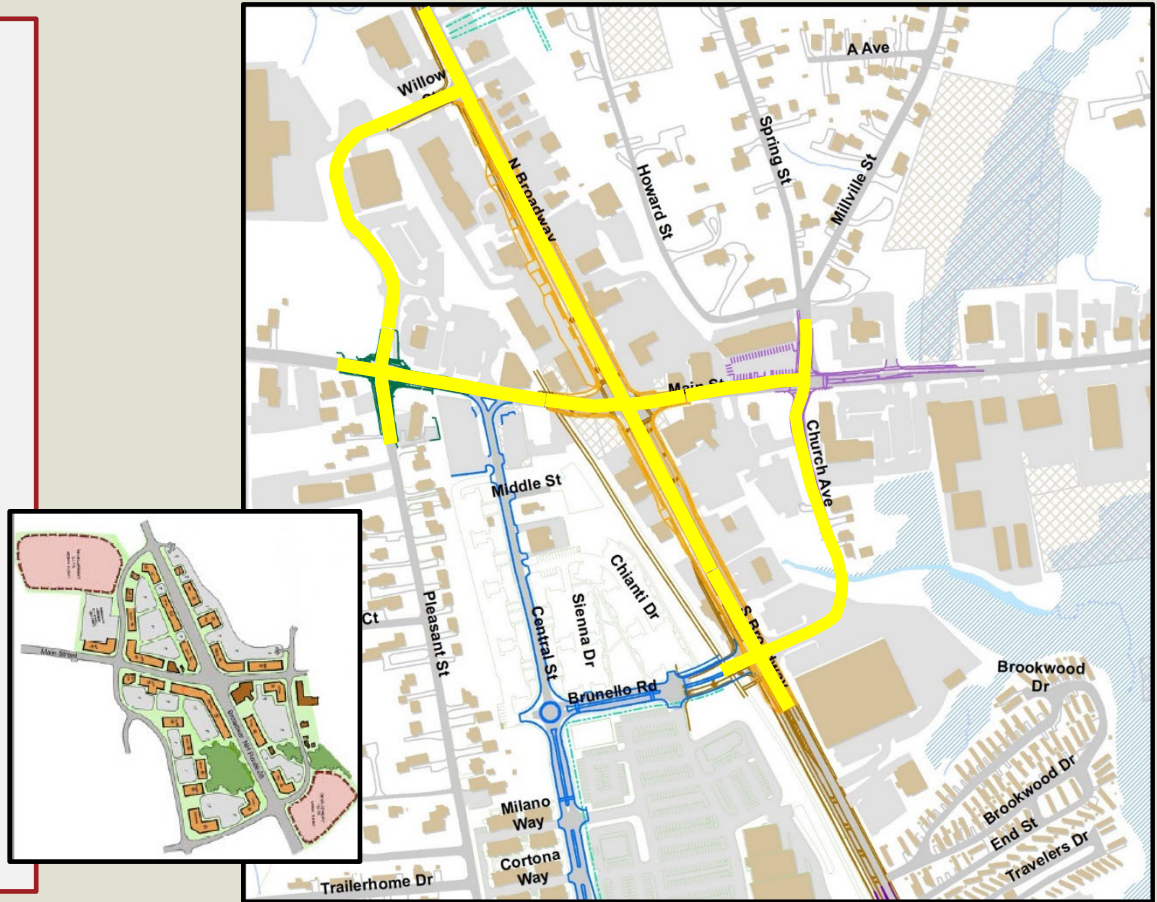 Willow
St
A Ave
Spring St
Howard St
Millville St
N Broadway
Main St
Church Ave
Middle St
Chianti Dr
Sienna Dr
Central St
Pleasant St
Ct
S Broadway
Brunello Rd
Brookwood
Dr
Brookwood Dr
End St
Travelers Dr
Milano
Way
Cortona
Way
Trailerhome Dr
Main Street